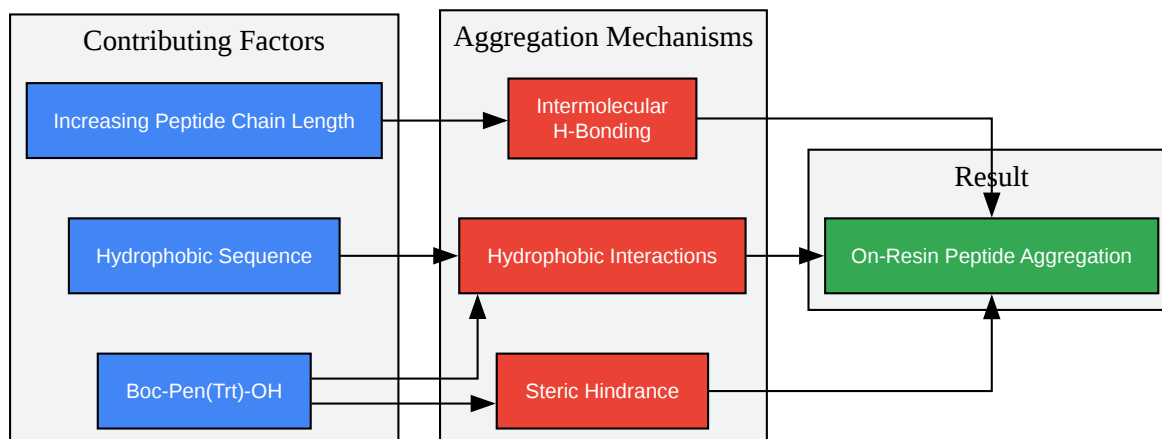 Contributing Factors
Increasing Peptide Chain Length
Hydrophobic Sequence
Boc-Pen(Trt)-OH
Aggregation Mechanisms
Intermolecular
H-Bonding
Hydrophobic Interactions
Steric Hindrance
Result
On-Resin Peptide Aggregation